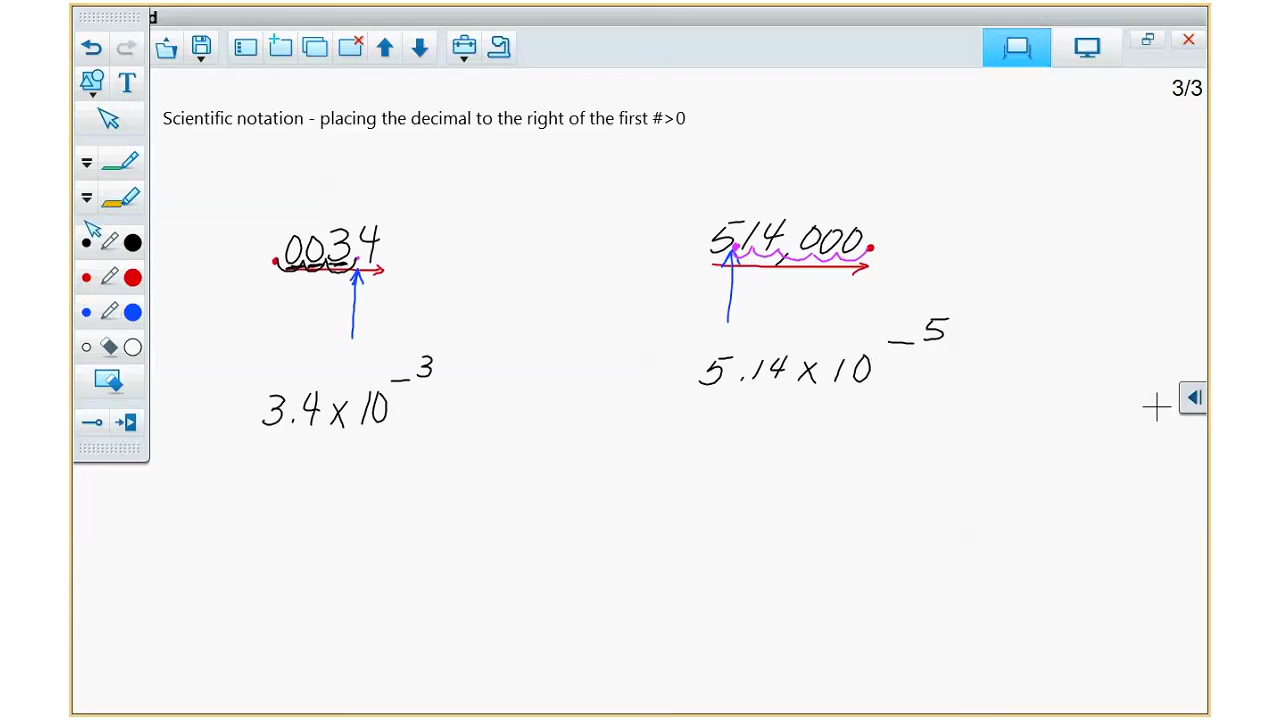 d
3/3
Scientific notation - placing the decimal to the right of the first #>0
.0034
514,000.
3.4 x 10^-3
5.14 x 10^_5